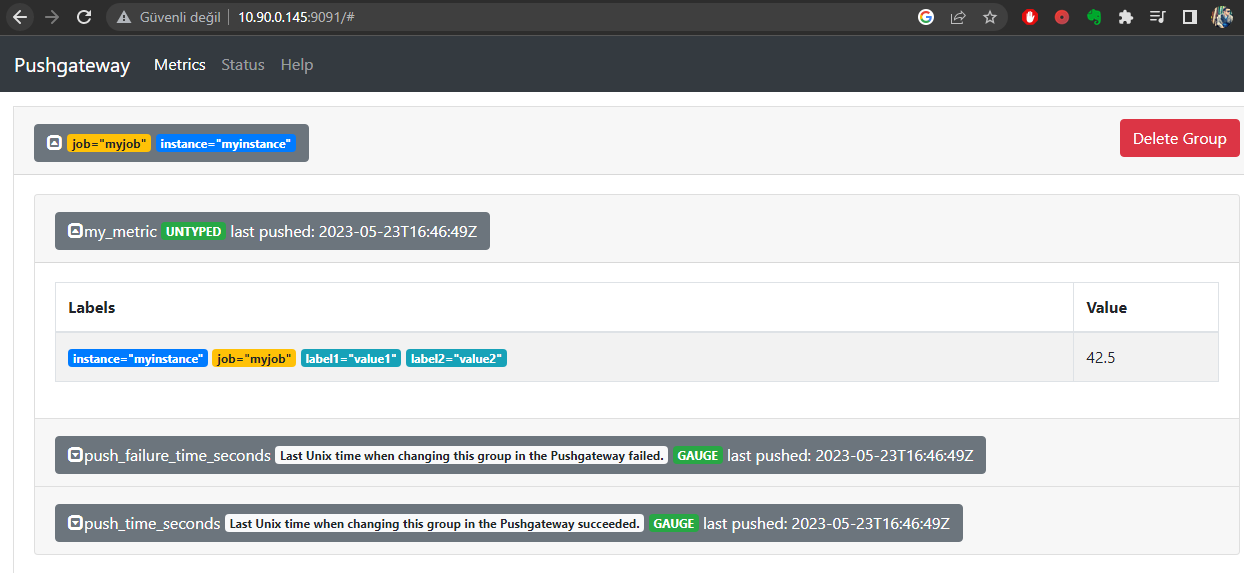 Güvenli değil 10.90.0.145:9091/#
Pushgateway Metrics Status Help
job="myjob" instance="myinstance" Delete Group
my_metric UNTYPED last pushed: 2023-05-23T16:46:49Z
Labels Value
instance="myinstance" job="myjob" label1="value1" label2="value2" 42.5
push_failure_time_seconds Last Unix time when changing this group in the Pushgateway failed. GAUGE last pushed: 2023-05-23T16:46:49Z
push_time_seconds Last Unix time when changing this group in the Pushgateway succeeded. GAUGE last pushed: 2023-05-23T16:46:49Z